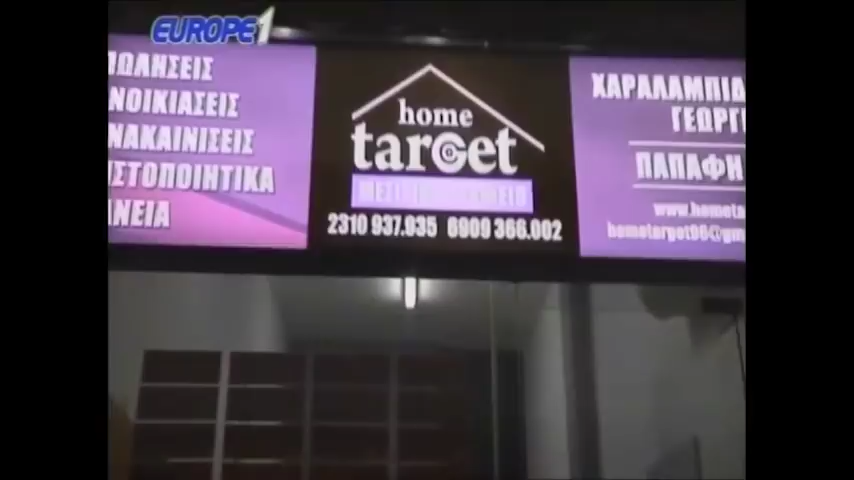 EUROPE1
ΩΛΗΣΕΙΣ
ΝΟΙΚΙΑΣΕΙΣ
ΝΑΚΑΙΝΙΣΕΙΣ
ΣΤΟΠΟΙΗΤΙΚΑ
ΝΕΙΑ
home
target
2310 937.935 6909 366.002
ΧΑΡΑΛΑΜΠΙΔ
ΓΕΩΡΓΙ
ΠΑΠΑΦΗ
www.hometa
hometarget06@gm